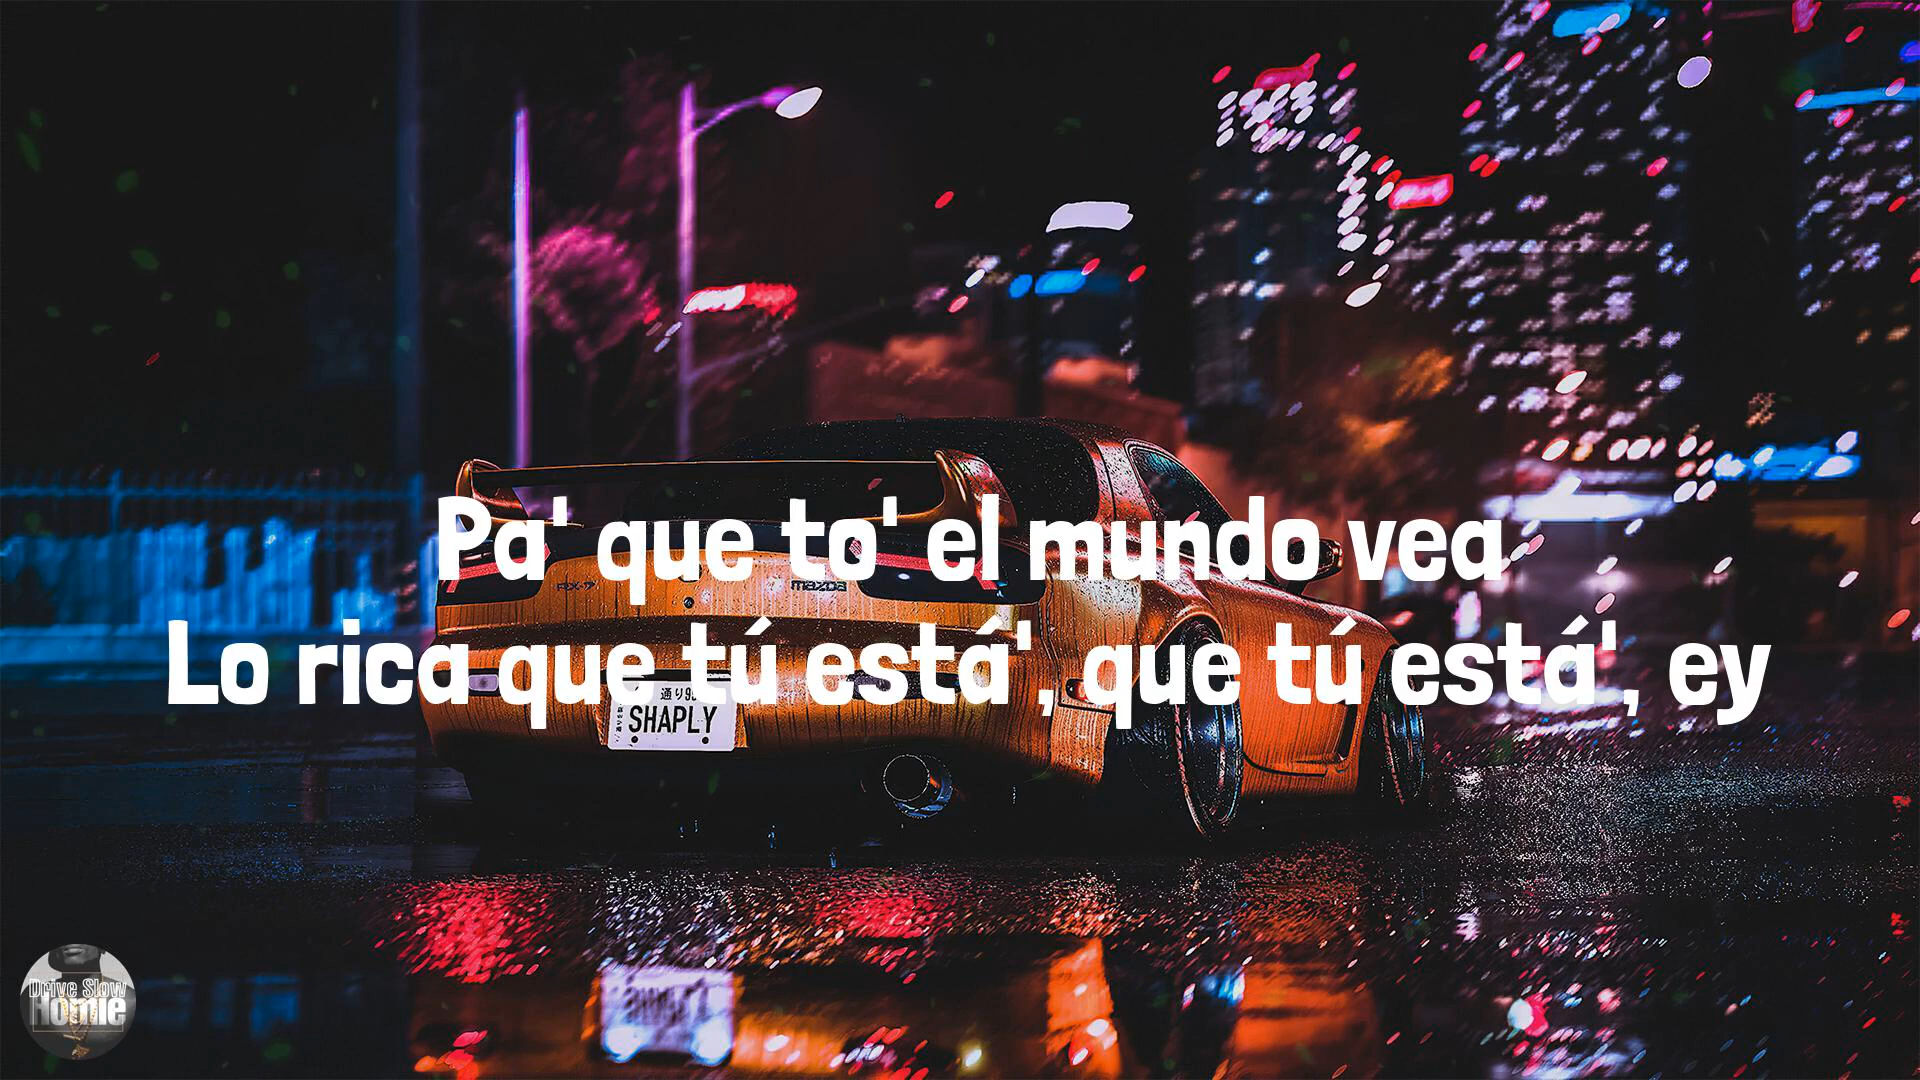 Pa' que to' el mundo vea
RX-7
mazda
Lo rica que tú está', que tú está', ey
SHAPLY
Drive Slow
Homie